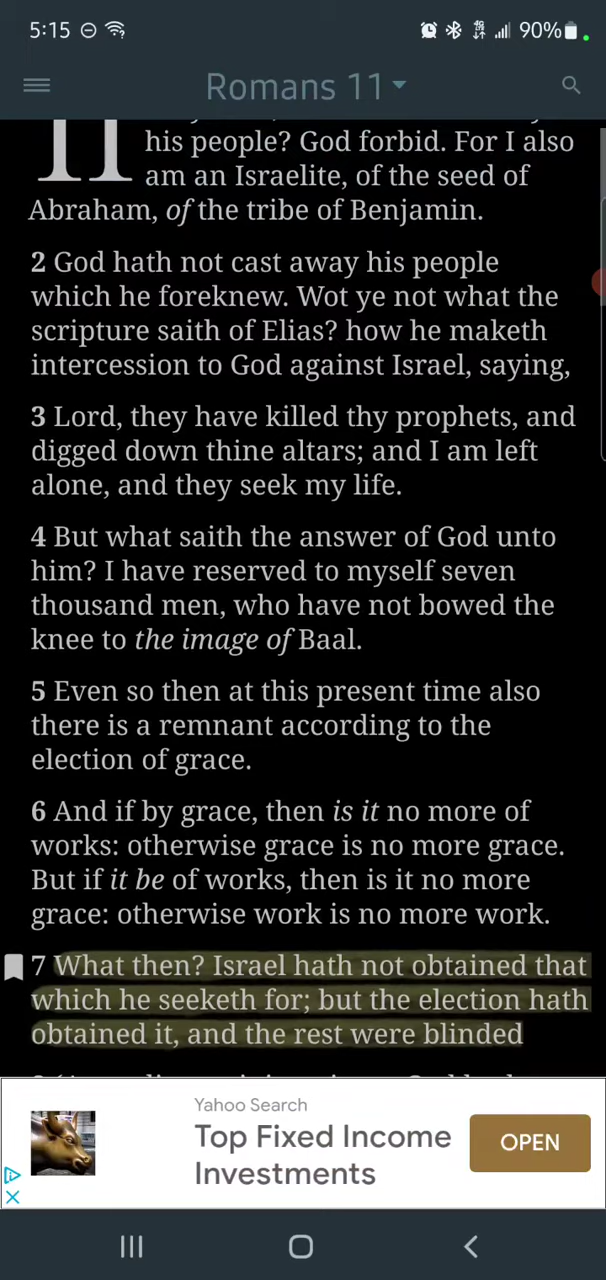 5:15
4G
90%
Romans 11
11
his people? God forbid. For I also
am an Israelite, of the seed of
Abraham, of the tribe of Benjamin.
2 God hath not cast away his people
which he foreknew. Wot ye not what the
scripture saith of Elias? how he maketh
intercession to God against Israel, saying,
3 Lord, they have killed thy prophets, and
digged down thine altars; and I am left
alone, and they seek my life.
4 But what saith the answer of God unto
him? I have reserved to myself seven
thousand men, who have not bowed the
knee to the image of Baal.
5 Even so then at this present time also
there is a remnant according to the
election of grace.
6 And if by grace, then is it no more of
works: otherwise grace is no more grace.
But if it be of works, then is it no more
grace: otherwise work is no more work.
7 What then? Israel hath not obtained that
which he seeketh for; but the election hath
obtained it, and the rest were blinded
Yahoo Search
Top Fixed Income
Investments
OPEN